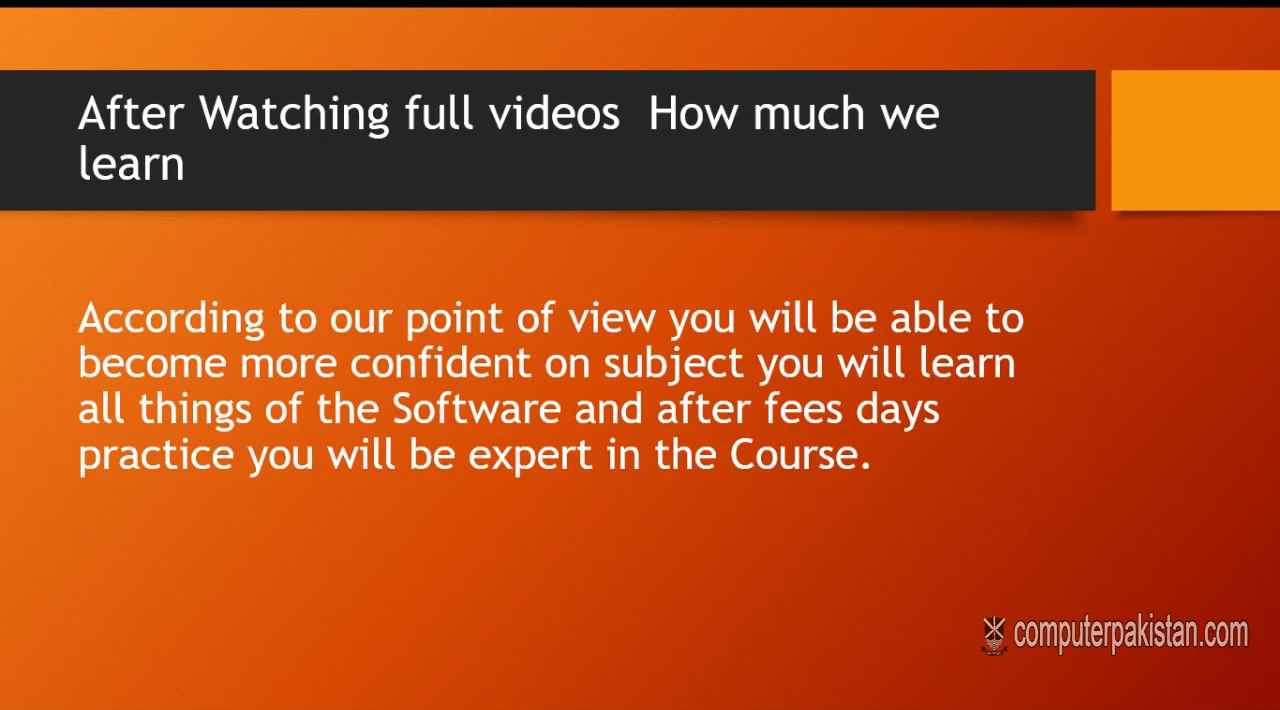 After Watching full videos  How much we
learn
According to our point of view you will be able to
become more confident on subject you will learn
all things of the Software and after fees days
practice you will be expert in the Course.
computerpakistan.com